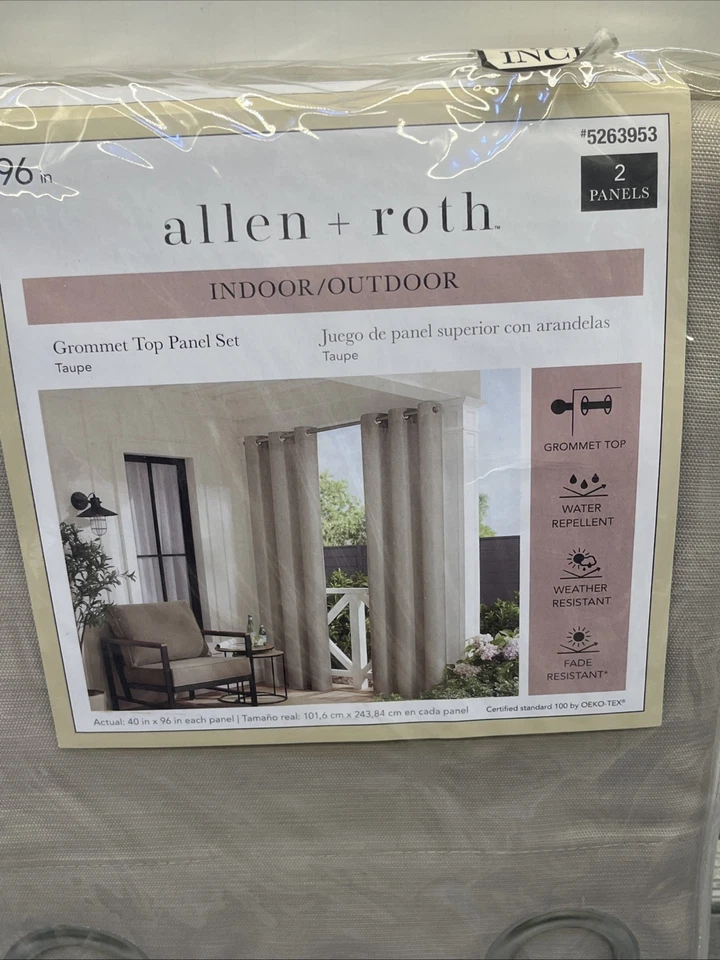 INC
#5263953
96 in
2
PANELS
allen + roth™
INDOOR/OUTDOOR
Grommet Top Panel Set
Taupe
Juego de panel superior con arandelas
Taupe
GROMMET TOP
WATER
REPELLENT
WEATHER
RESISTANT
FADE
RESISTANT*
Actual: 40 in x 96 in each panel | Tamaño real: 101,6 cm x 243,84 cm en cada panel
Certified standard 100 by OEKO-TEX®